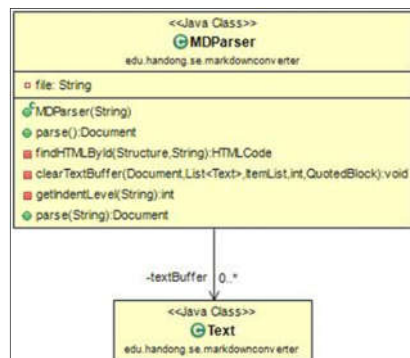 <<Java Class>>
MDParser
edu.handong.se.markdownconverter
file: String
MDParser(String)
parse():Document
findHTMLById(Structure,String):HTMLCode
clearTextBuffer(Document,List<Text>,ItemList,int,QuotedBlock):void
getIndentLevel(String):int
parse(String):Document
-textBuffer 0..*
<<Java Class>>
Text
edu.handong.se.markdownconverter